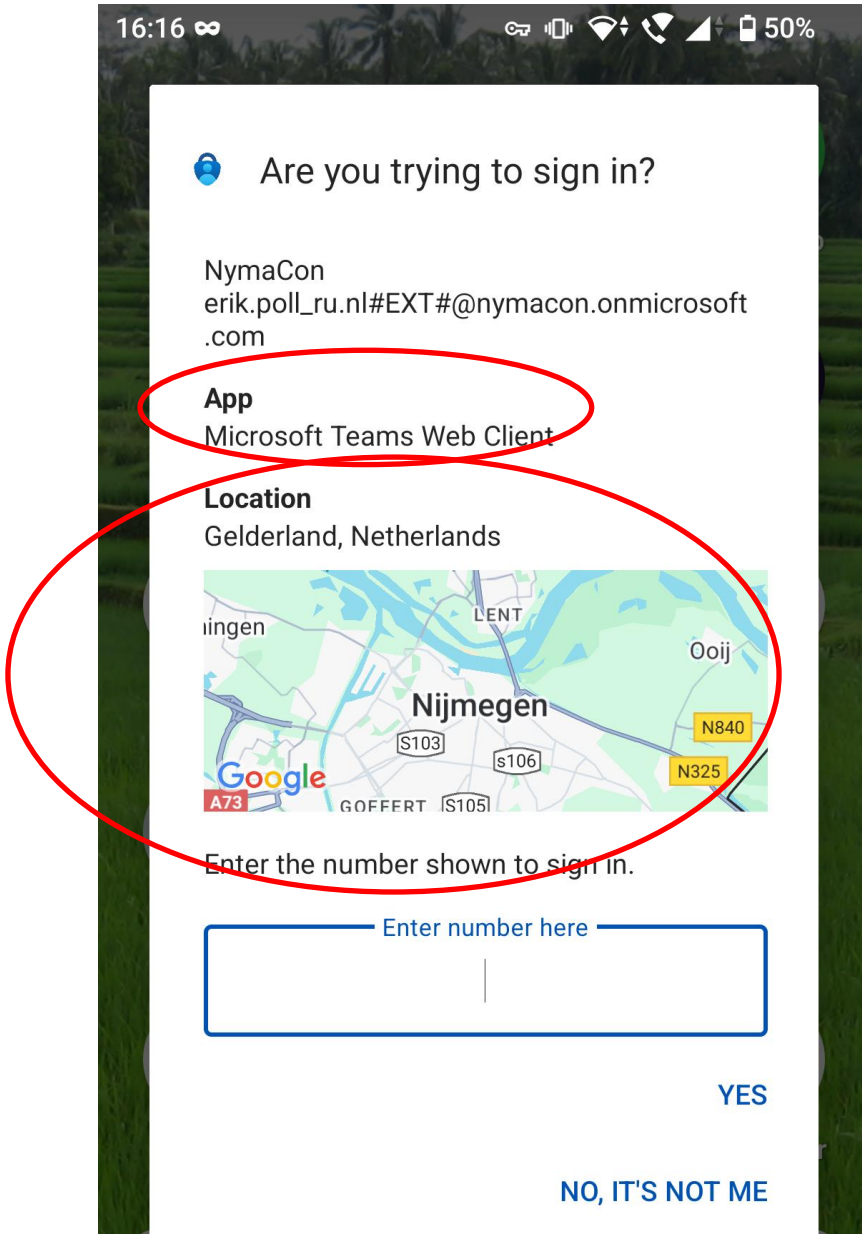 16:16
50%
Are you trying to sign in?
NymaCon
erik.poll_ru.nl#EXT#@nymacon.onmicrosoft
.com
App
Microsoft Teams Web Client
Location
Gelderland, Netherlands
LENT
ningen
Ooij
Nijmegen
N840
S103
s106
N325
Google
A73
GOFFERT
S105
Enter the number shown to sign in.
Enter number here
YES
NO, IT'S NOT ME